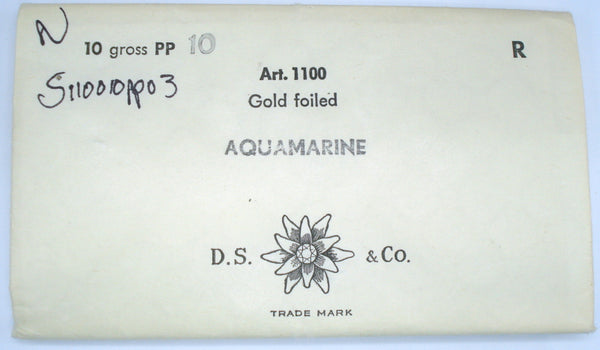 N
10 gross PP 10 R
S110010pp03
Art. 1100
Gold foiled
AQUAMARINE
D.S. & Co.
TRADE MARK